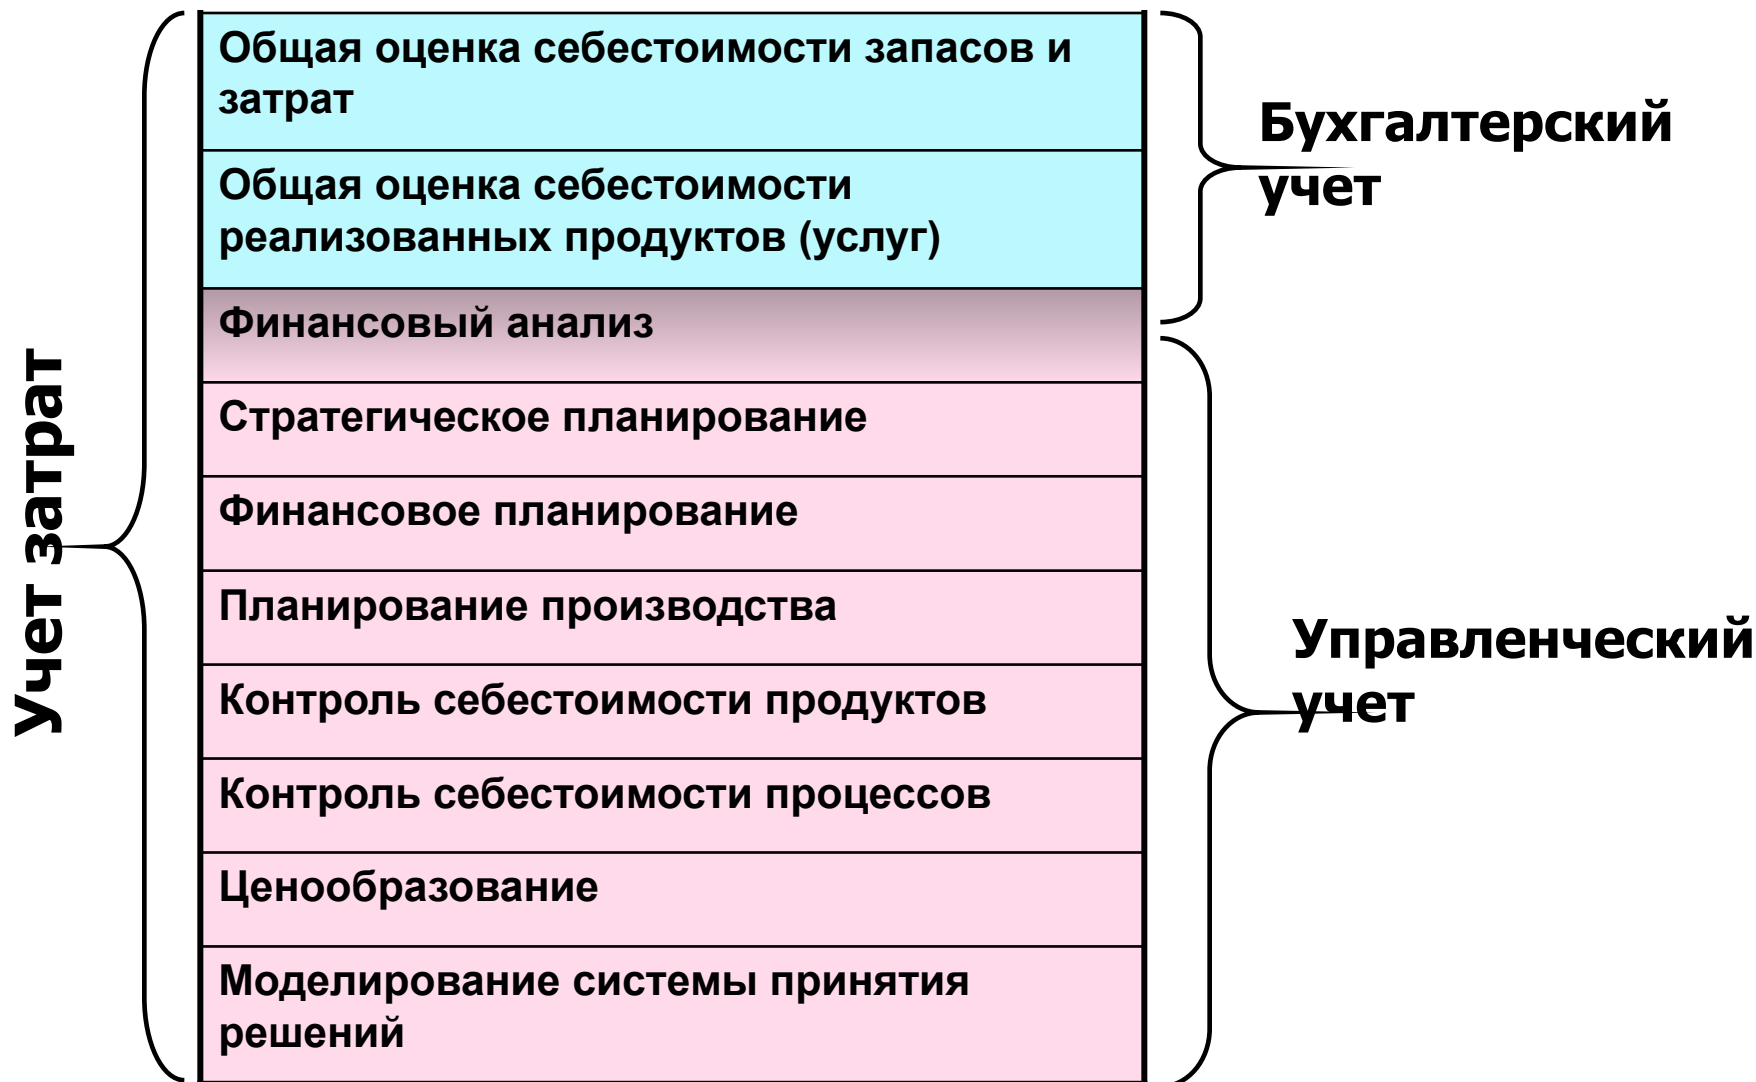 Учет затрат
Общая оценка себестоимости запасов и
затрат
Общая оценка себестоимости
реализованных продуктов (услуг)
Финансовый анализ
Стратегическое планирование
Финансовое планирование
Планирование производства
Контроль себестоимости продуктов
Контроль себестоимости процессов
Ценообразование
Моделирование системы принятия
решений
Бухгалтерский
учет
Управленческий
учет